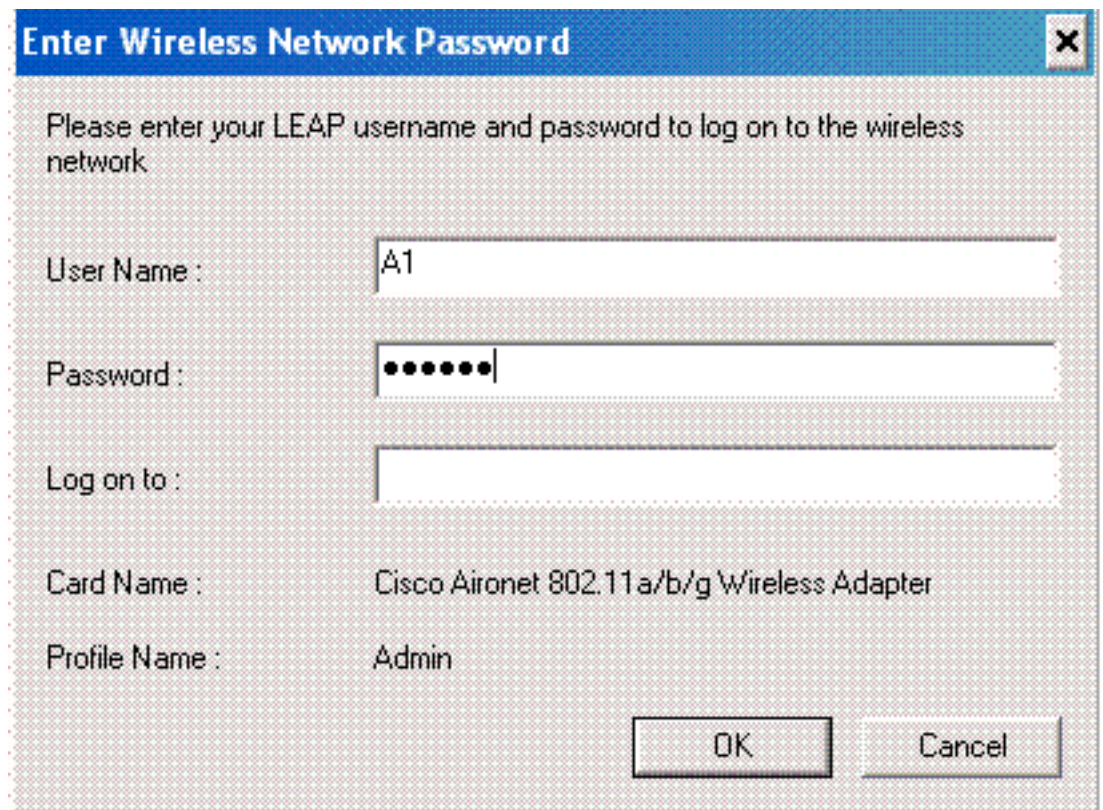 Enter Wireless Network Password
Please enter your LEAP username and password to log on to the wireless
network
User Name : A1
Password : ●●●●●●
Log on to :
Card Name : Cisco Aironet 802.11a/b/g Wireless Adapter
Profile Name : Admin
OK Cancel